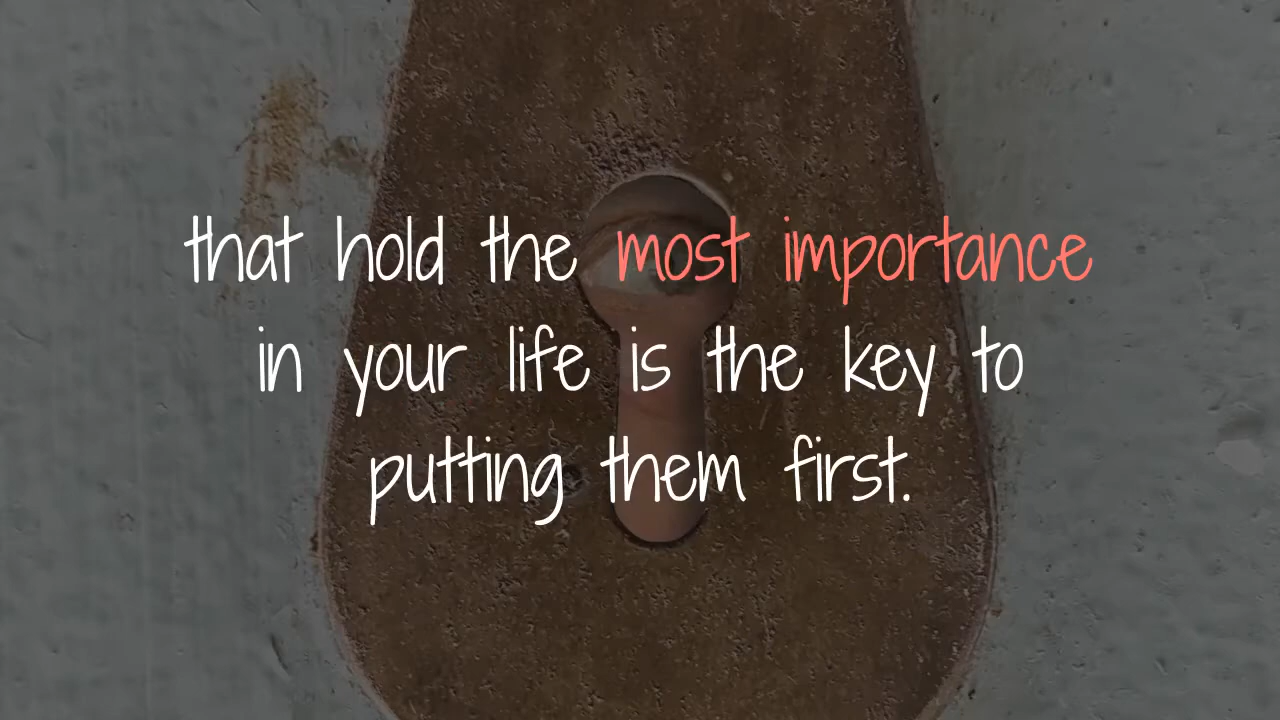 that hold the most importance
in your life is the key to
putting them first.